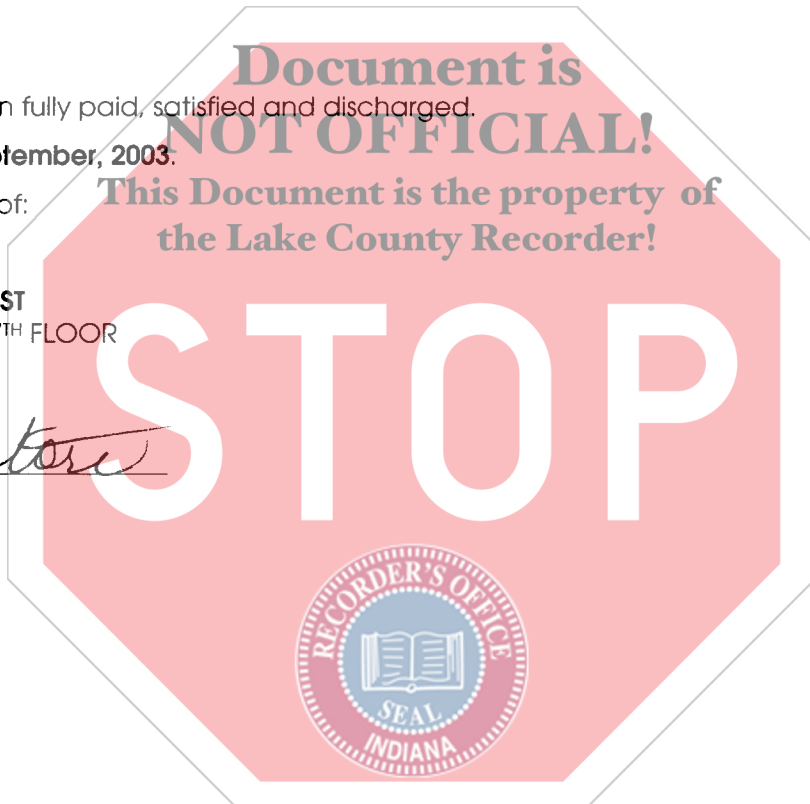 Document is
n fully paid, satisfied and discharged.
NOT OFFICIAL!
tember, 2003.
This Document is the property of
of:
the Lake County Recorder!
ST
TH FLOOR
STOP
RECORDER'S OFFICE
SEAL
INDIANA